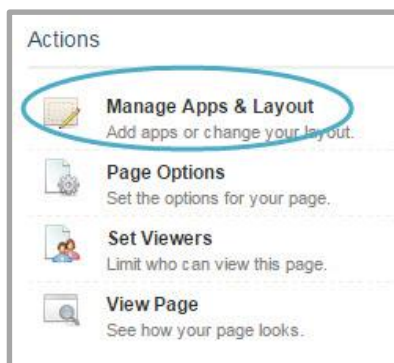 Actions
Manage Apps & Layout
Add apps or change your layout.
Page Options
Set the options for your page.
Set Viewers
Limit who can view this page.
View Page
See how your page looks.